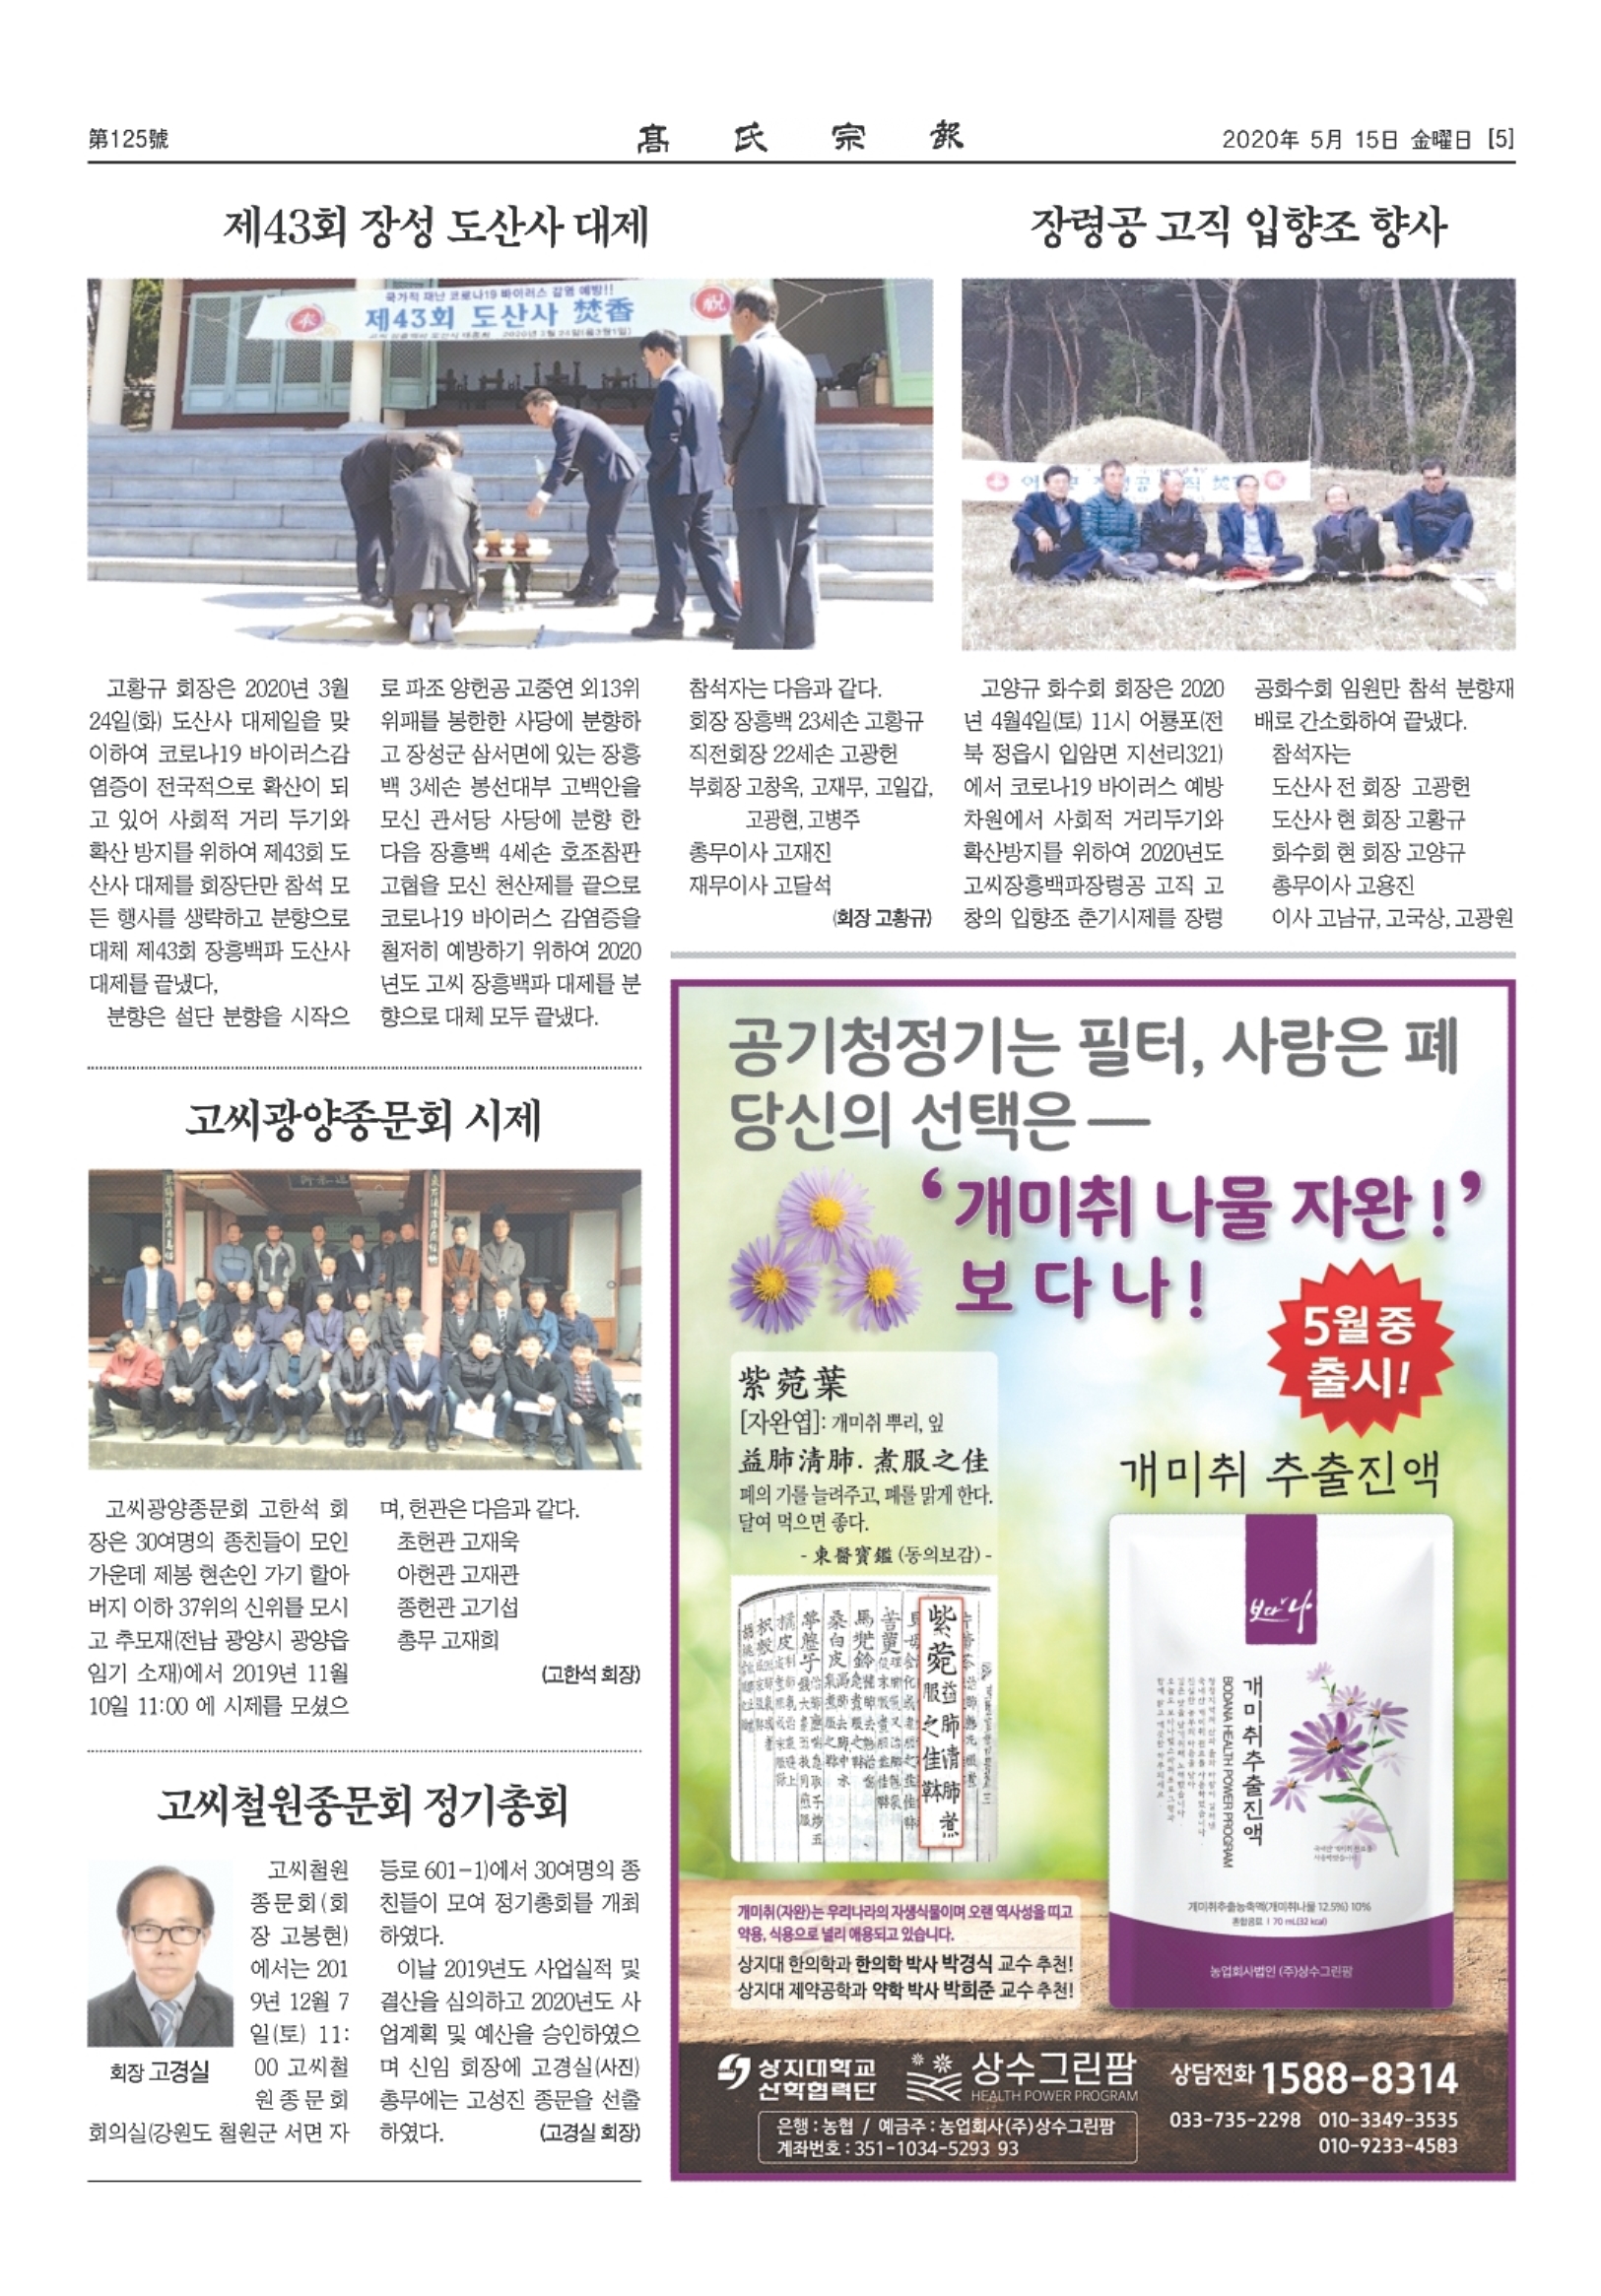 第125號
髙氏宗報
2020年 5月 15日 金曜日 [5]
제43회 장성 도산사 대제
국가적 재난 코로나19 바이러스 감염 예방!!
제43회 도산사 焚香
祝
고황규 회장은 2020년 3월
24일(화) 도산사 대제일을 맞
이하여 코로나19 바이러스감
염증이 전국적으로 확산이 되
고 있어 사회적 거리 두기와
확산 방지를 위하여 제43회 도
산사 대제를 회장단만 참석 모
든 행사를 생략하고 분향으로
대체 제43회 장흥백파 도산사
대제를 끝냈다,
분향은 설단 분향을 시작으
로 파조 양헌공 고중연 외13위
위패를 봉한한 사당에 분향하
고 장성군 삼서면에 있는 장흥
백 3세손 봉선대부 고백안을
모신 관서당 사당에 분향 한
다음 장흥백 4세손 호조참판
고협을 모신 천산제를 끝으로
코로나19 바이러스 감염증을
철저히 예방하기 위하여 2020
년도 고씨 장흥백파 대제를 분
향으로 대체 모두 끝냈다.
참석자는 다음과 같다.
회장 장흥백 23세손 고황규
직전회장 22세손 고광헌
부회장 고창옥, 고재무, 고일갑,
고광현, 고병주
총무이사 고재진
재무이사 고달석
(회장 고황규)
장령공 고직 입향조 향사
고양규 화수회 회장은 2020
년 4월4일(토) 11시 어룡포(전
북 정읍시 입암면 지선리321)
에서 코로나19 바이러스 예방
차원에서 사회적 거리두기와
확산방지를 위하여 2020년도
고씨장흥백파장령공 고직 고
창의 입향조 춘기시제를 장령
공화수회 임원만 참석 분향재
배로 간소화하여 끝냈다.
참석자는
도산사 전 회장 고광헌
도산사 현 회장 고황규
화수회 현 회장 고양규
총무이사 고용진
이사 고남규, 고국상, 고광원
고씨광양종문회 시제
고씨광양종문회 고한석 회
장은 30여명의 종친들이 모인
가운데 제봉 현손인 가기 할아
버지 이하 37위의 신위를 모시
고 추모재(전남 광양시 광양읍
임기 소재)에서 2019년 11월
10일 11:00 에 시제를 모셨으
며, 헌관은 다음과 같다.
초헌관 고재욱
아헌관 고재관
종헌관 고기섭
총무 고재희
(고한석 회장)
고씨철원종문회 정기총회
회장 고경실
고씨철원
종문회(회
장 고봉현)
에서는 201
9년 12월 7
일(토) 11:
00 고씨철
원종문회
회의실(강원도 철원군 서면 자
등로 601-1)에서 30여명의 종
친들이 모여 정기총회를 개최
하였다.
이날 2019년도 사업실적 및
결산을 심의하고 2020년도 사
업계획 및 예산을 승인하였으
며 신임 회장에 고경실(사진)
총무에는 고성진 종문을 선출
하였다. (고경실 회장)
공기청정기는 필터, 사람은 폐
당신의 선택은 —
‘개미취 나물 자완!’
보다나!
5월중
출시!
紫菀葉
[자완엽]: 개미취 뿌리, 잎
益肺淸肺. 煮服之佳
폐의 기를 늘려주고, 폐를 맑게 한다.
달여 먹으면 좋다.
- 東醫寶鑑 (동의보감) -
개미취 추출진액
보다나
개미취추출진액
BODANA HEALTH POWER PROGRAM
개미취추출농축액(개미취나물 12.5%) 10%
혼합음료 I 70 mL(32 kcal)
농업회사법인 (주)상수그린팜
개미취(자완)는 우리나라의 자생식물이며 오랜 역사성을 띠고
약용, 식용으로 널리 애용되고 있습니다.
상지대 한의학과 한의학 박사 박경식 교수 추천!
상지대 제약공학과 약학 박사 박희준 교수 추천!
상지대학교
산학협력단
상수그린팜
HEALTH POWER PROGRAM
은행 : 농협 / 예금주 : 농업회사(주)상수그린팜
계좌번호 : 351-1034-5293 93
상담전화 1588-8314
033-735-2298 010-3349-3535
010-9233-4583